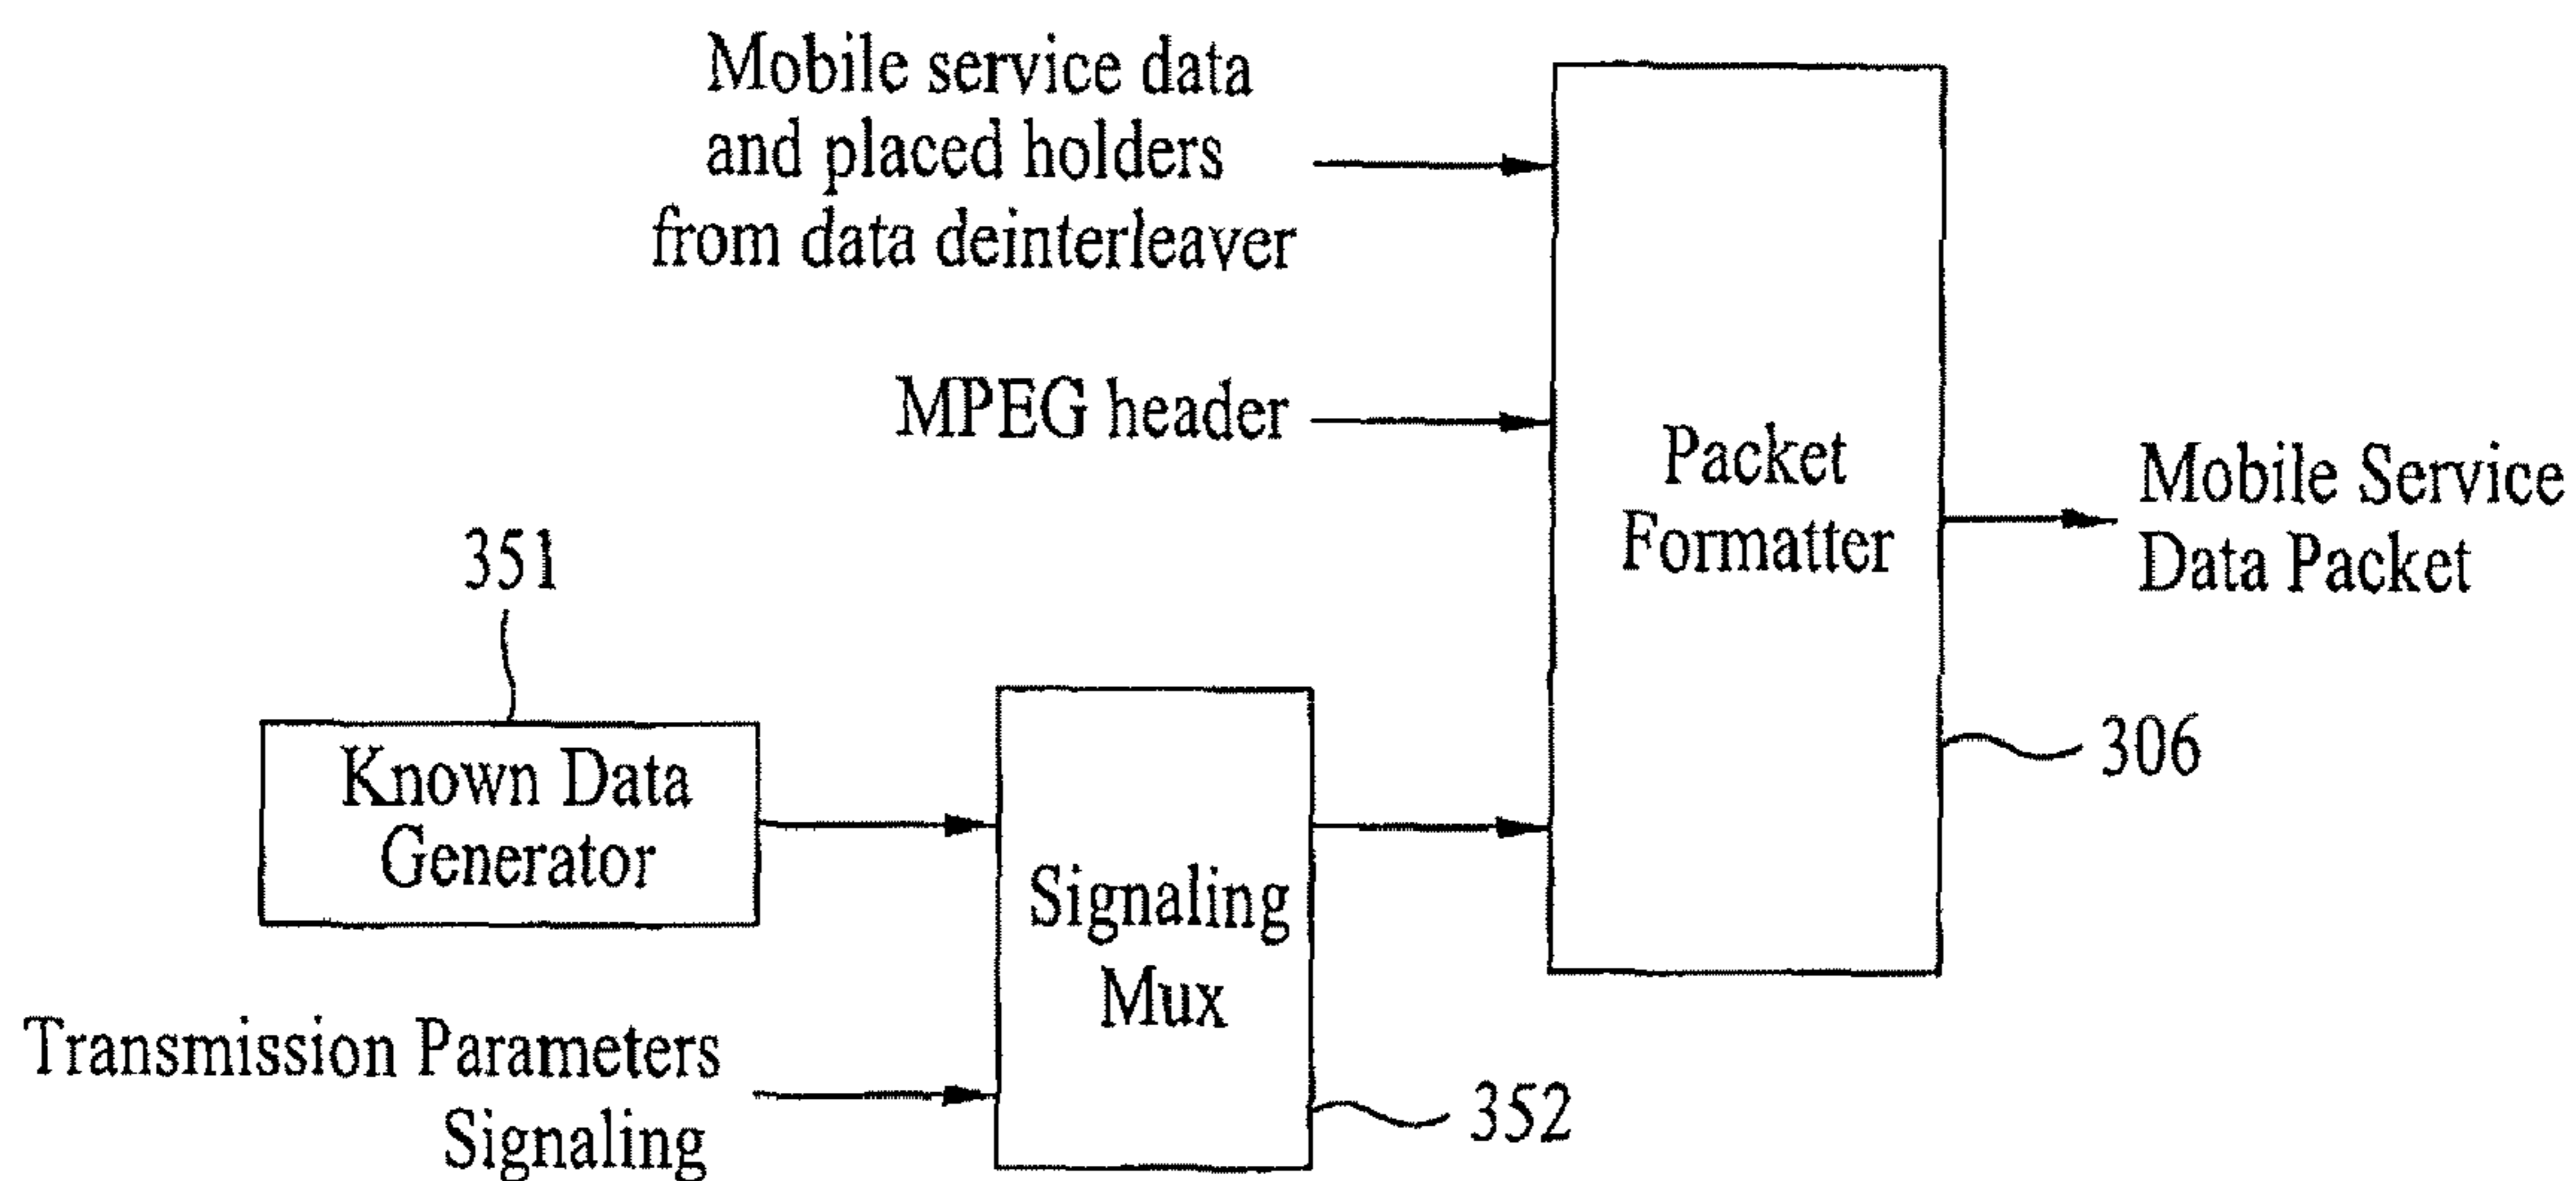 Mobile service data
and placed holders
from data deinterleaver
MPEG header
Packet
Formatter
Mobile Service
Data Packet
351
306
Known Data
Generator
Signaling
Mux
Transmission Parameters
Signaling
352